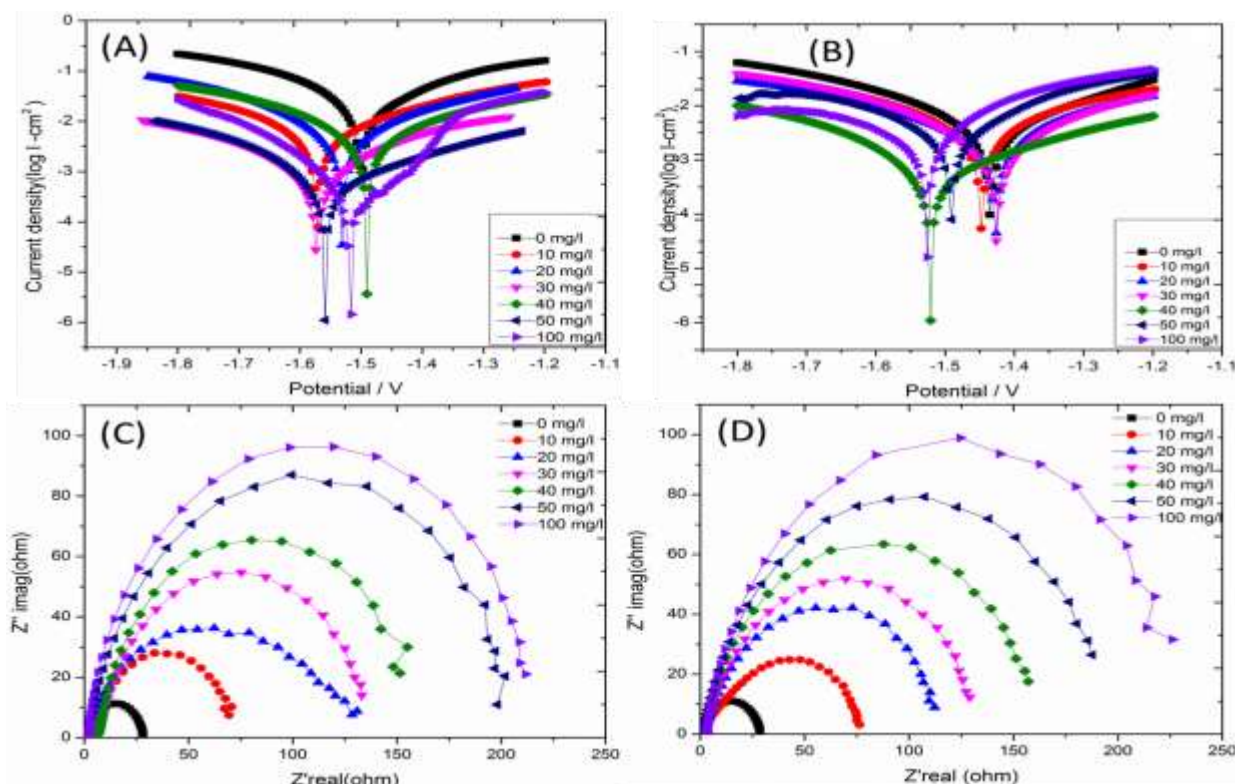 (A)
Current density(log I -cm²)
0
-1
-2
-3
-4
-5
-6
-1.9 -1.8 -1.7 -1.6 -1.5 -1.4 -1.3 -1.2 -1.1
Potential / V
0 mg/l
10 mg/l
20 mg/l
30 mg/l
40 mg/l
50 mg/l
100 mg/l
(B)
Current density(log I-cm²)
-1
-2
-3
-4
-5
-6
-1.8 -1.7 -1.6 -1.5 -1.4 -1.3 -1.2 -1.1
Potential / V
0 mg/l
10 mg/l
20 mg/l
30 mg/l
40 mg/l
50 mg/l
100 mg/l
(C)
Z" imag(ohm)
100
80
60
40
20
0
0 50 100 150 200 250
Z'real(ohm)
0 mg/l
10 mg/l
20 mg/l
30 mg/l
40 mg/l
50 mg/l
100 mg/l
(D)
Z" imag(ohm)
100
80
60
40
20
0
0 50 100 150 200 250
Z'real (ohm)
0 mg/l
10 mg/l
20 mg/l
30 mg/l
40 mg/l
50 mg/l
100 mg/l